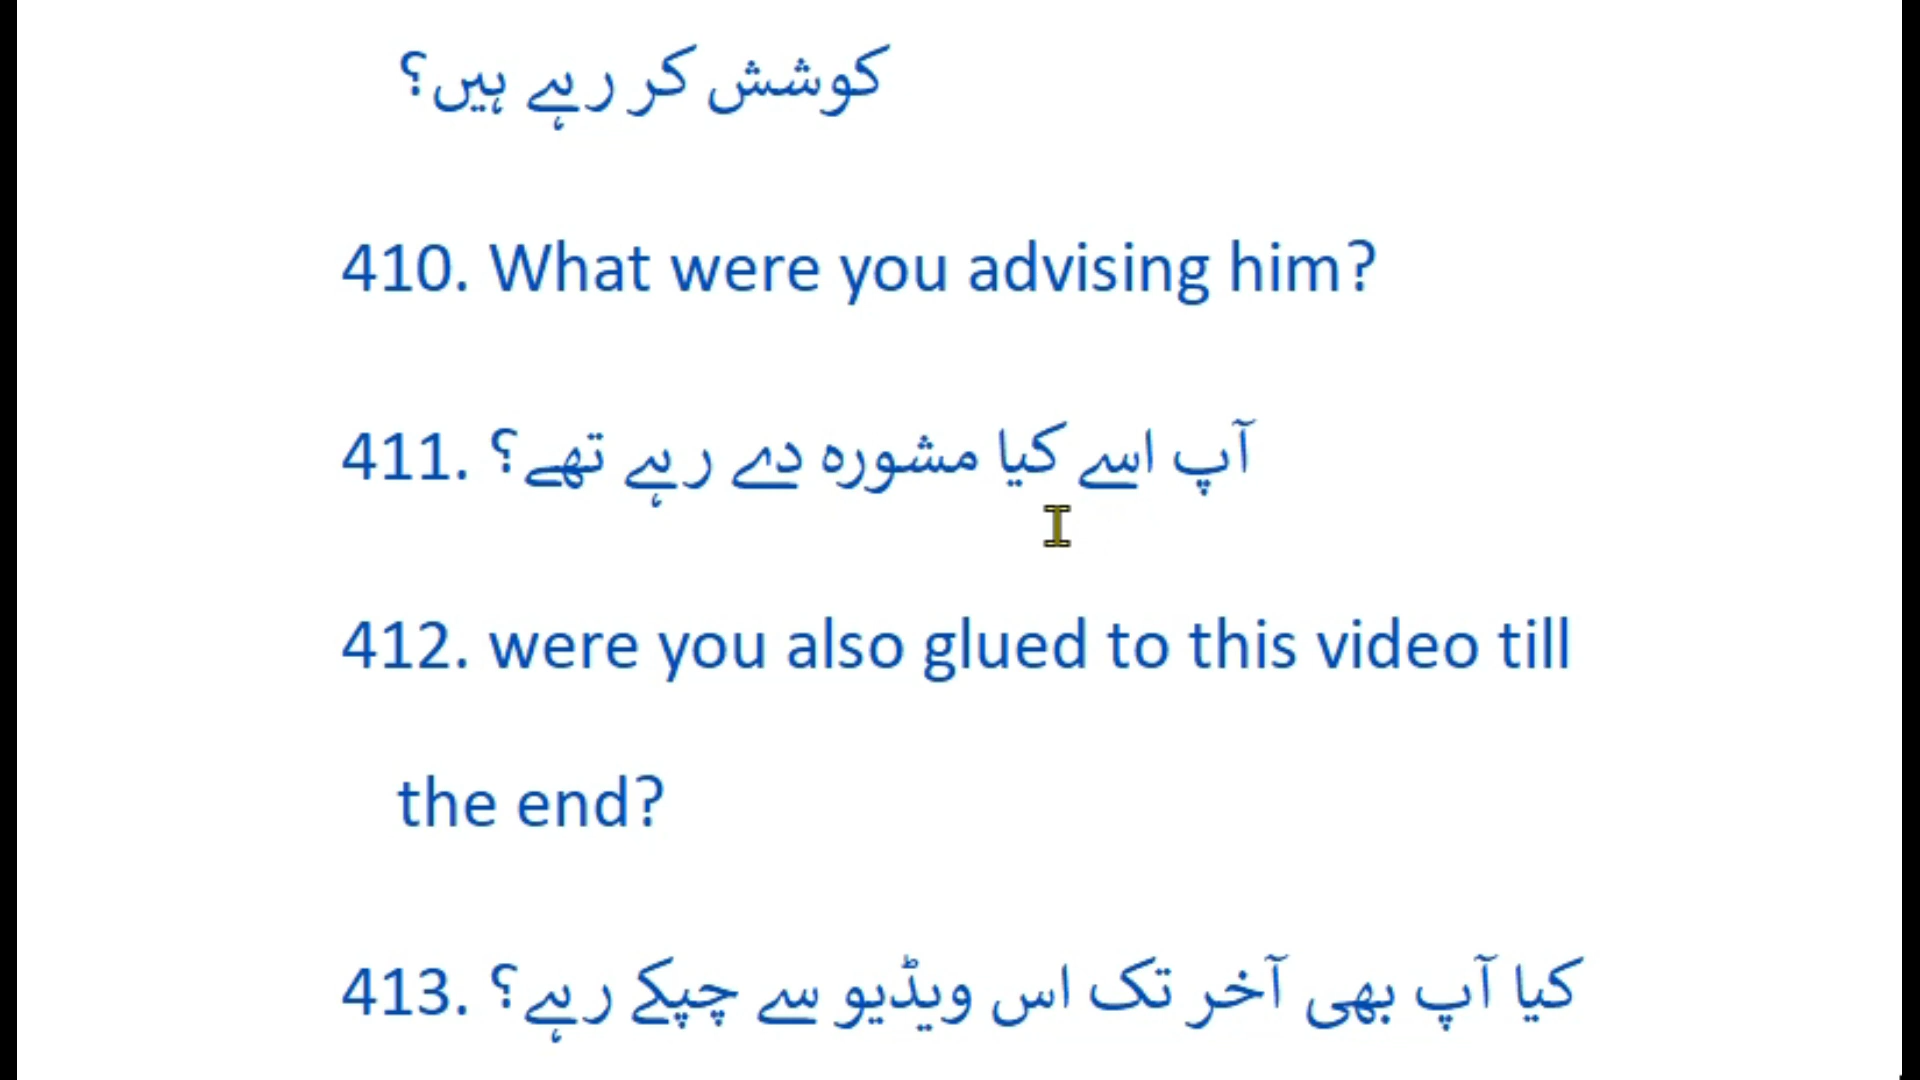 کوشش کر رہے ہیں؟
410. What were you advising him?
411. آپ اسے کیا مشورہ دے رہے تھے؟
412. were you also glued to this video till
the end?
413. کیا آپ بھی آخر تک اس ویڈیو سے چپکے رہے؟